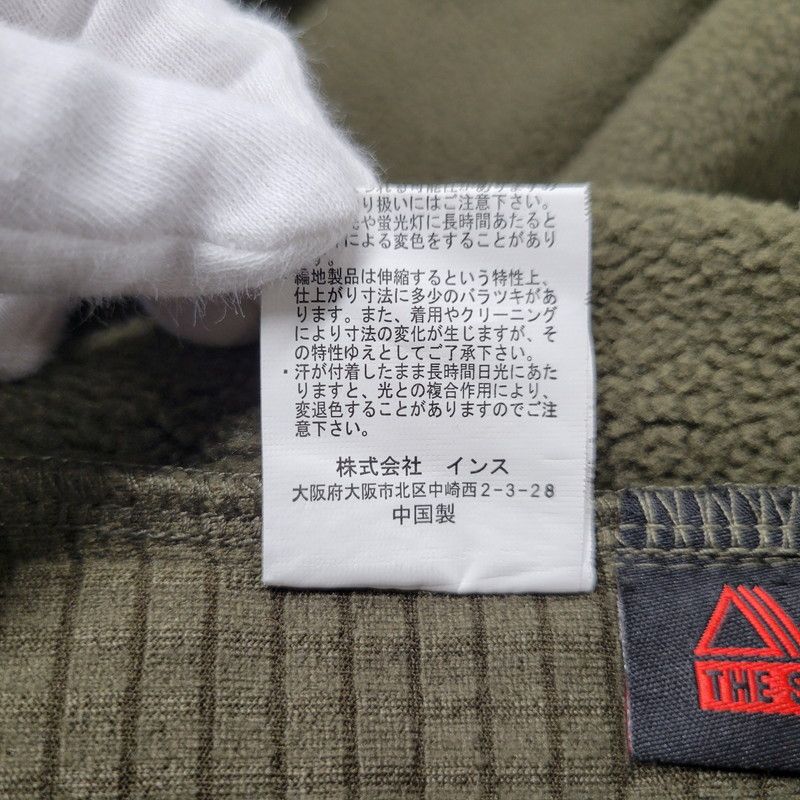 り扱いにはご注意下さい。
や蛍光灯に長時間あたると
による変色をすることがあり
す。
編地製品は伸縮するという特性上、
仕上がり寸法に多少のバラツキがあ
ります。また、着用やクリーニング
により寸法の変化が生じますが、そ
の特性ゆえとしてご了承下さい。
・汗が付着したまま長時間日光にあた
りますと、光との複合作用により、
変退色することがありますのでご注
意下さい。
株式会社 インス
大阪府大阪市北区中崎西2-3-28
中国製
THE S